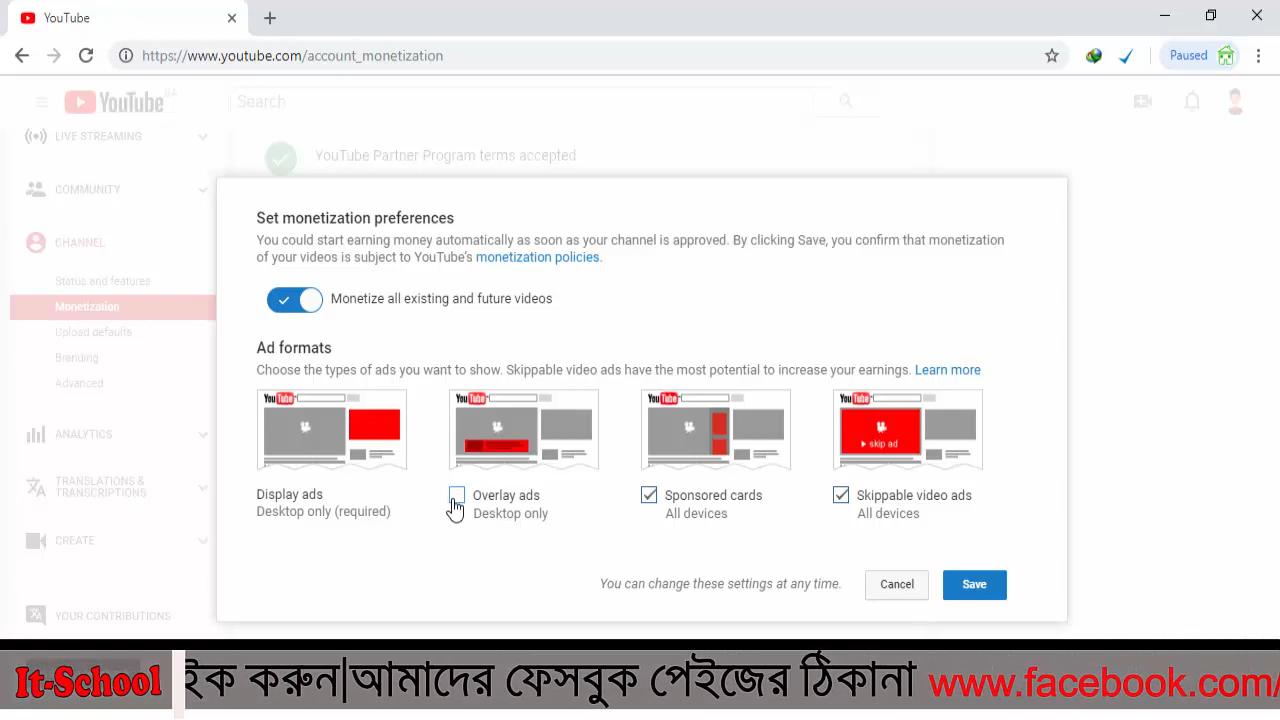 YouTube
https://www.youtube.com/account_monetization
Paused
YouTube
Search
LIVE STREAMING
YouTube Partner Program terms accepted
COMMUNITY
CHANNEL
Status and features
Monetization
Upload defaults
Branding
Advanced
ANALYTICS
TRANSLATIONS &
TRANSCRIPTIONS
CREATE
YOUR CONTRIBUTIONS
Set monetization preferences
You could start earning money automatically as soon as your channel is approved. By clicking Save, you confirm that monetization
of your videos is subject to YouTube's monetization policies.
Monetize all existing and future videos
Ad formats
Choose the types of ads you want to show. Skippable video ads have the most potential to increase your earnings. Learn more
YouTube YouTube YouTube YouTube
skip ad
Display ads
Desktop only (required)
Overlay ads
Desktop only
Sponsored cards
All devices
Skippable video ads
All devices
You can change these settings at any time. Cancel Save
It-School ইক করুন|আমাদের ফেসবুক পেইজের ঠিকানা www.facebook.com/